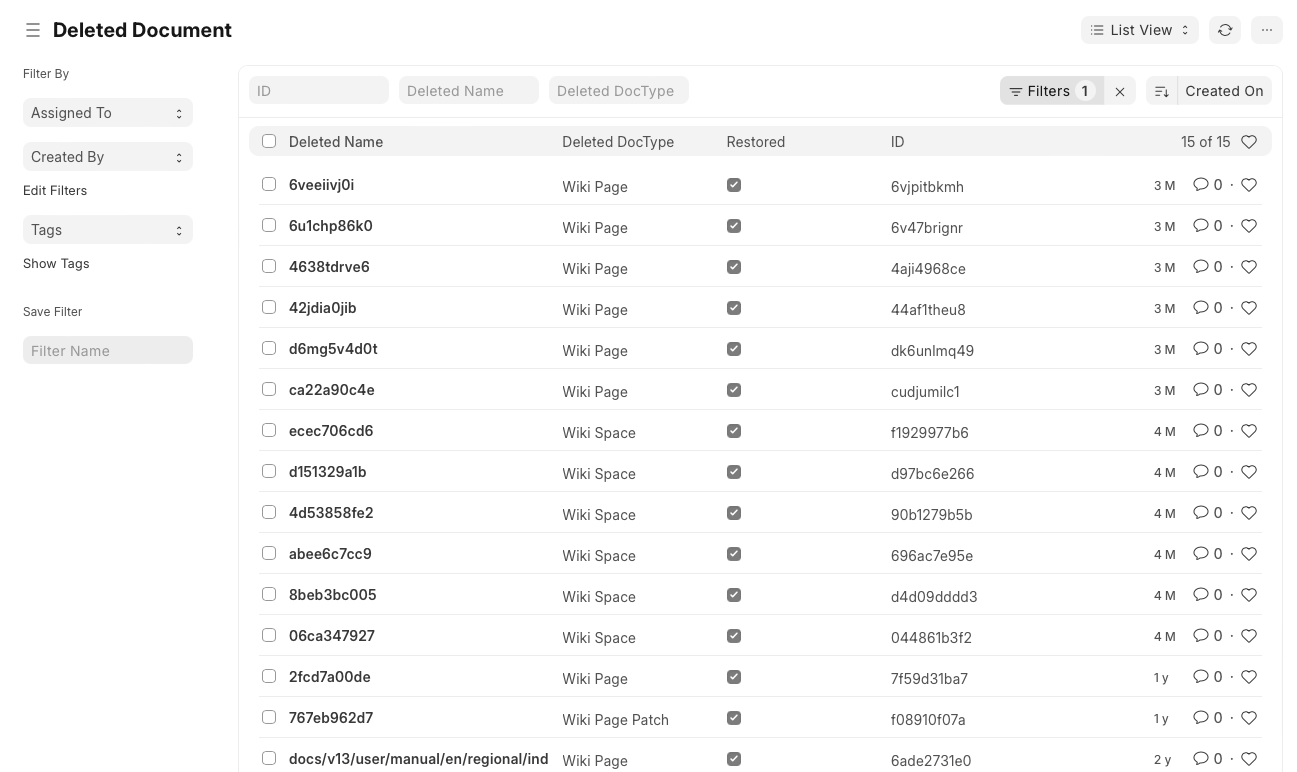 Deleted Document
List View
···
Filter By
Assigned To
Created By
Edit Filters
Tags
Show Tags
Save Filter
Filter Name
ID Deleted Name Deleted DocType Filters 1 × Created On
Deleted Name Deleted DocType Restored ID 15 of 15
6veeiivj0i Wiki Page 6vjpitbkmh 3 M 0 ·
6u1chp86k0 Wiki Page 6v47brignr 3 M 0 ·
4638tdrve6 Wiki Page 4aji4968ce 3 M 0 ·
42jdia0jib Wiki Page 44af1theu8 3 M 0 ·
d6mg5v4d0t Wiki Page dk6unlmq49 3 M 0 ·
ca22a90c4e Wiki Page cudjumilc1 3 M 0 ·
ecec706cd6 Wiki Space f1929977b6 4 M 0 ·
d151329a1b Wiki Space d97bc6e266 4 M 0 ·
4d53858fe2 Wiki Space 90b1279b5b 4 M 0 ·
abee6c7cc9 Wiki Space 696ac7e95e 4 M 0 ·
8beb3bc005 Wiki Space d4d09dddd3 4 M 0 ·
06ca347927 Wiki Space 044861b3f2 4 M 0 ·
2fcd7a00de Wiki Page 7f59d31ba7 1 y 0 ·
767eb962d7 Wiki Page Patch f08910f07a 1 y 0 ·
docs/v13/user/manual/en/regional/ind Wiki Page 6ade2731e0 2 y 0 ·